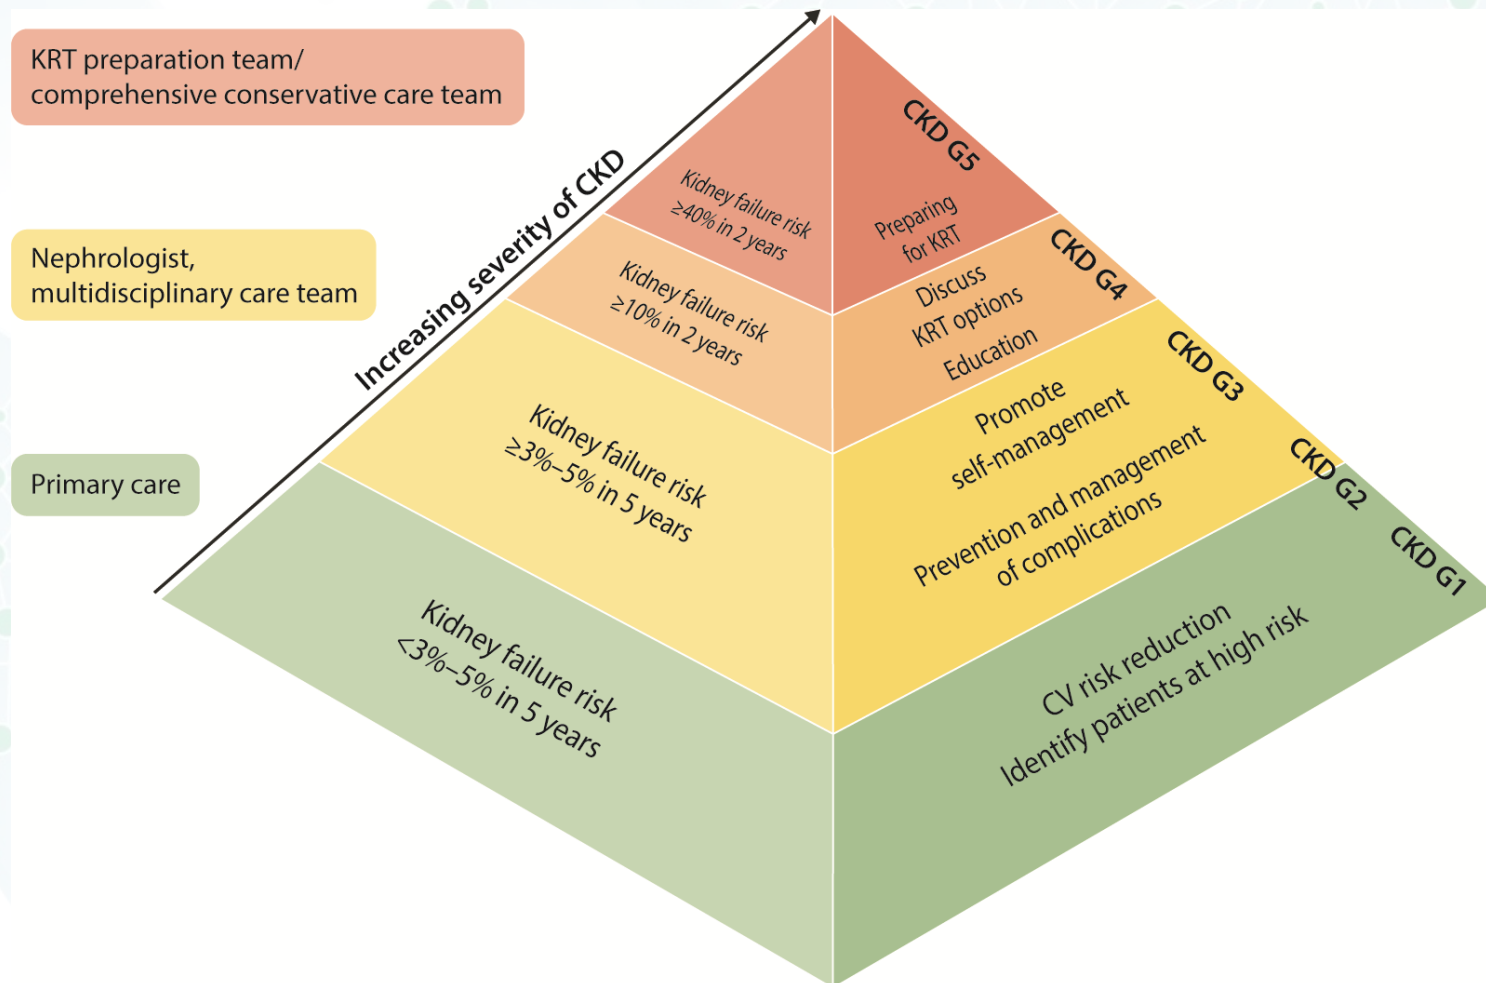 KRT preparation team/
comprehensive conservative care team
Nephrologist,
multidisciplinary care team
Primary care
Increasing severity of CKD
Kidney failure risk
≥40% in 2 years
Kidney failure risk
≥10% in 2 years
Kidney failure risk
≥3%–5% in 5 years
Kidney failure risk
<3%–5% in 5 years
Preparing
for KRT
Discuss
KRT options
Education
Promote
self-management
Prevention and management
of complications
CV risk reduction
Identify patients at high risk
CKD G5
CKD G4
CKD G3
CKD G2
CKD G1